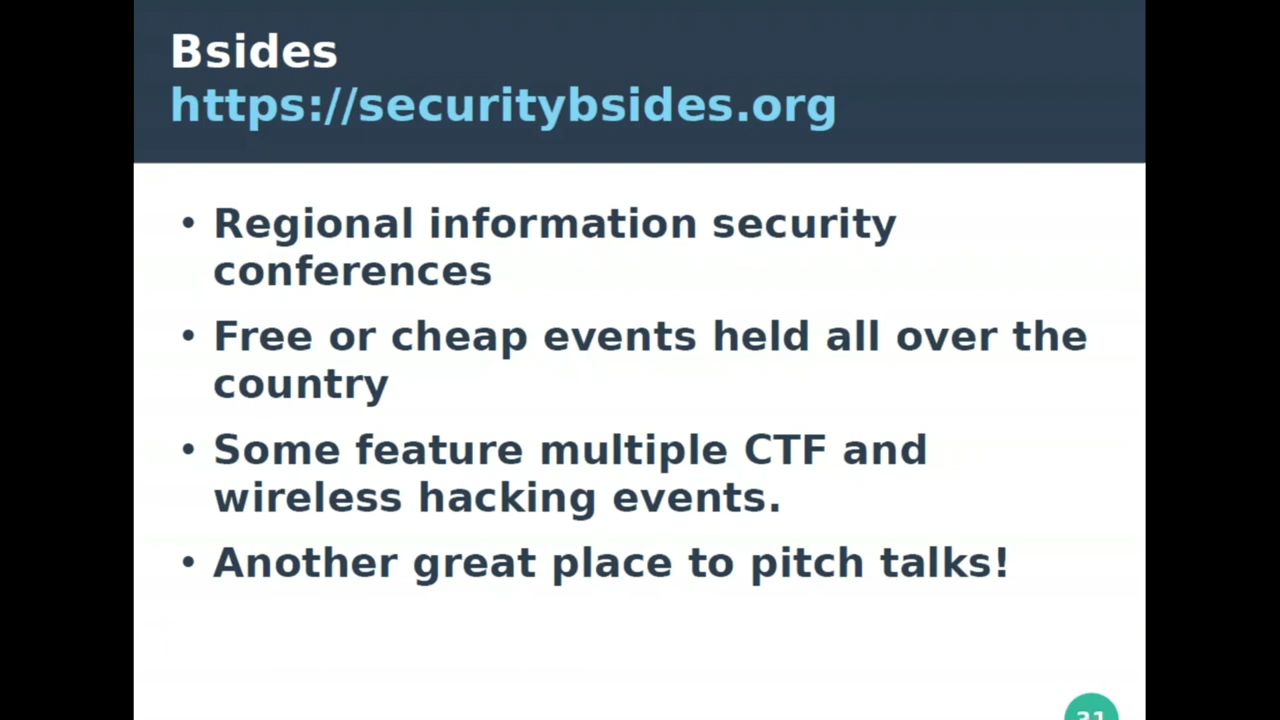 Bsides
https://securitybsides.org
• Regional information security
conferences
• Free or cheap events held all over the
country
• Some feature multiple CTF and
wireless hacking events.
• Another great place to pitch talks!
31